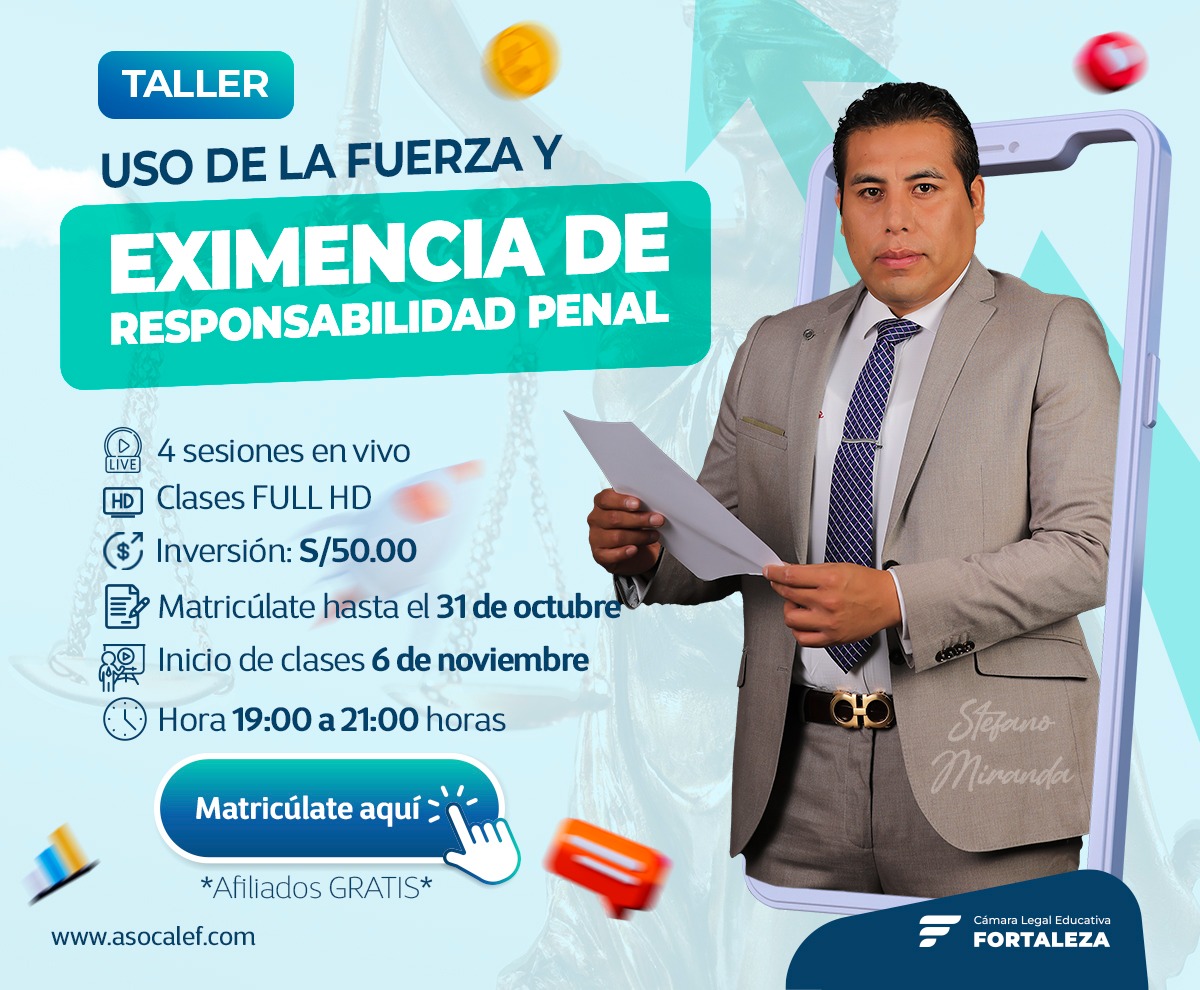 TALLER
USO DE LA FUERZA Y
EXIMENCIA DE
RESPONSABILIDAD PENAL
LIVE
4 sesiones en vivo
HD
Clases FULL HD
$
Inversión: S/50.00
Matricúlate hasta el 31 de octubre
Inicio de clases 6 de noviembre
Hora 19:00 a 21:00 horas
Matricúlate aquí
*Afiliados GRATIS*
www.asocalef.com
Stefano
Miranda
Cámara Legal Educativa
FORTALEZA